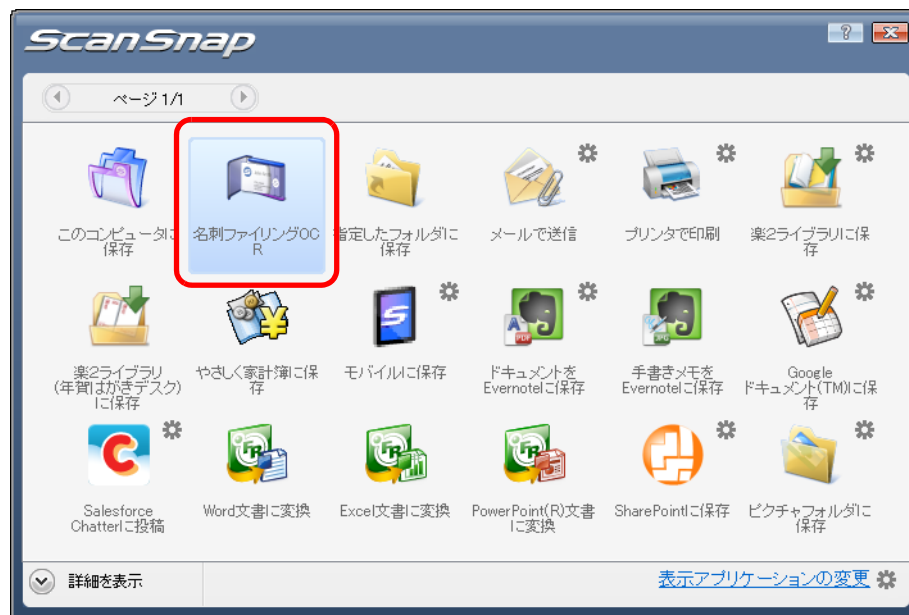 ScanSnap
?
ページ 1/1
このコンピュータに
保存
名刺ファイリングOC
R
指定したフォルダに
保存
メールで送信
プリンタで印刷
楽2ライブラリに保
存
楽2ライブラリ
(年賀はがきデスク)
に保存
やさしく家計簿に保
存
モバイルに保存
ドキュメントを
Evernoteに保存
手書きメモを
Evernoteに保存
Google
ドキュメント(TM)に保
存
Salesforce
Chatterに投稿
Word文書に変換
Excel文書に変換
PowerPoint(R)文書
に変換
SharePointに保存
ピクチャフォルダに
保存
詳細を表示
表示アプリケーションの変更